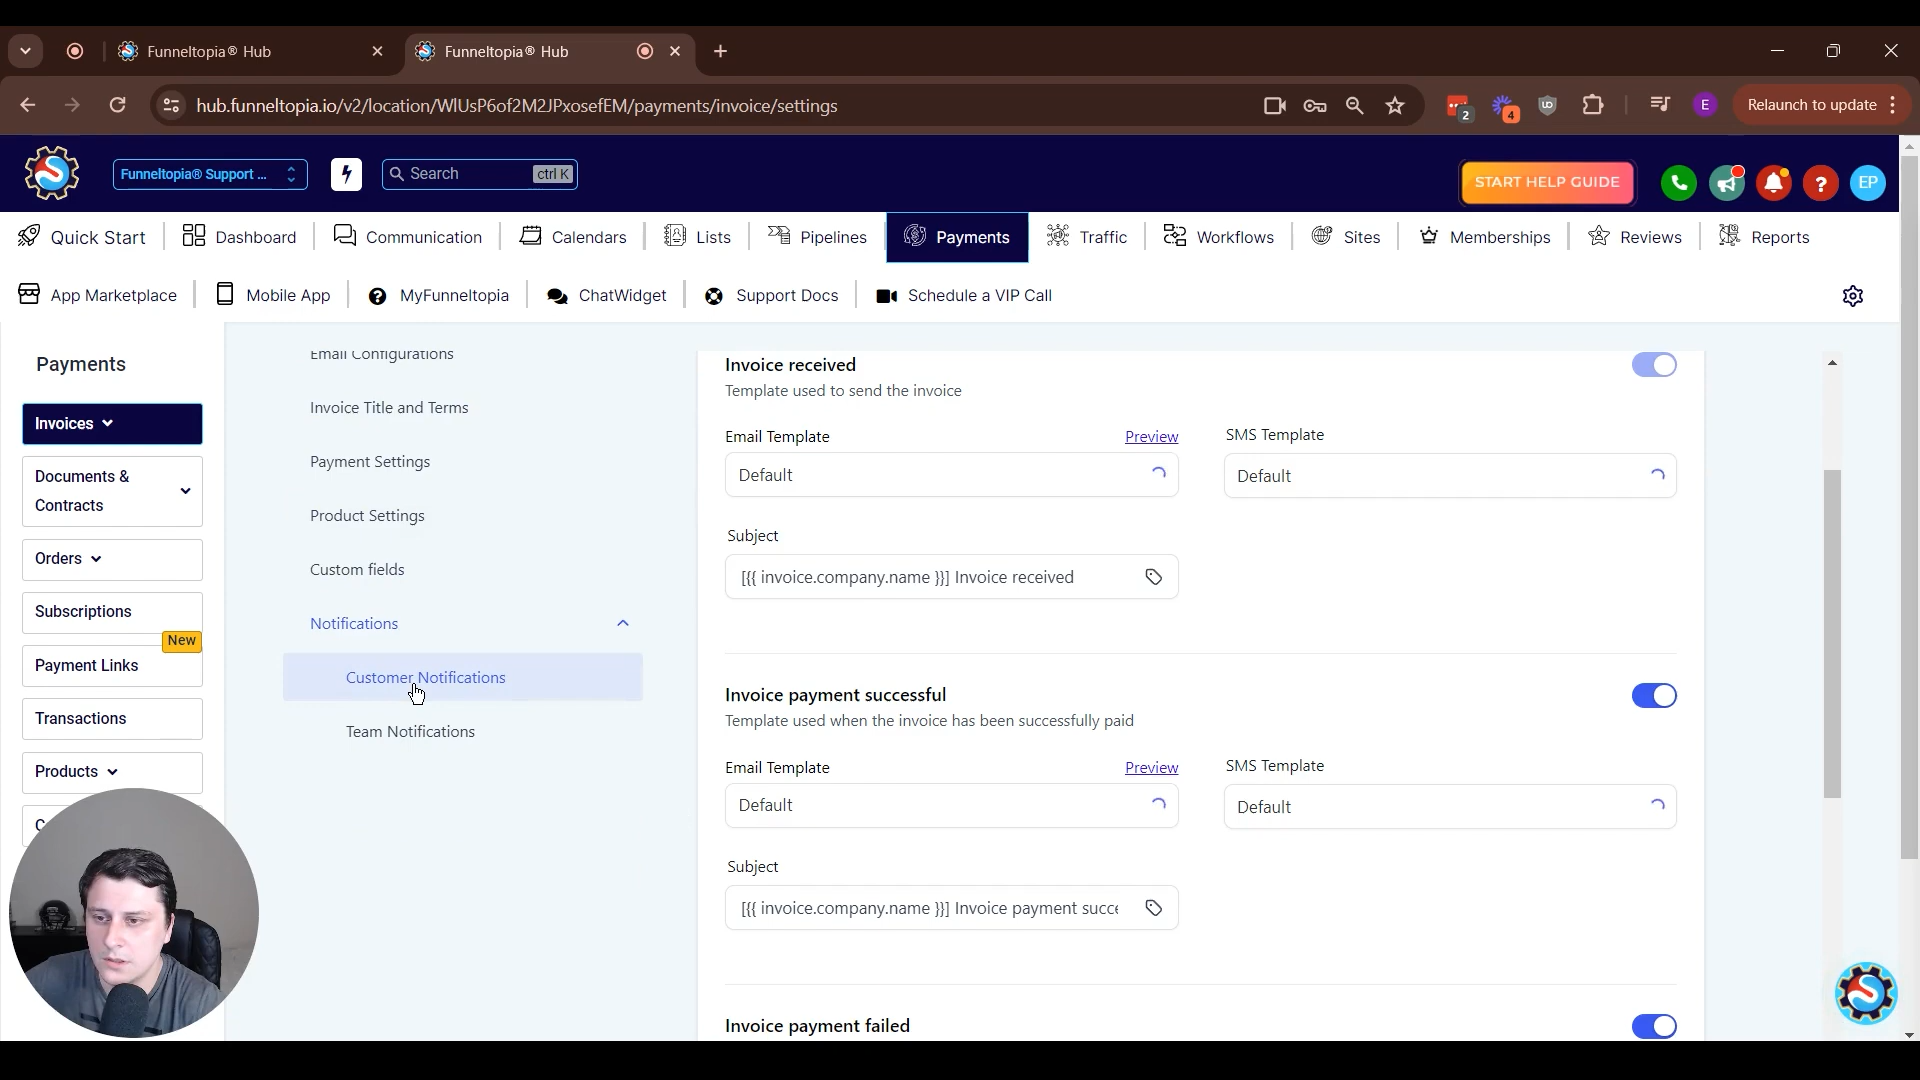 Funneltopia® Hub
Funneltopia® Hub
hub.funneltopia.io/v2/location/WlUsP6of2M2JPxosefEM/payments/invoice/settings
2
4
E
Relaunch to update
Funneltopia® Support ...
Search
ctrl K
START HELP GUIDE
?
EP
Quick Start
Dashboard
Communication
Calendars
Lists
Pipelines
Payments
Traffic
Workflows
Sites
Memberships
Reviews
Reports
App Marketplace
Mobile App
MyFunneltopia
ChatWidget
Support Docs
Schedule a VIP Call
Payments
Invoices
Documents &
Contracts
Orders
Subscriptions
New
Payment Links
Transactions
Products
Email Configurations
Invoice Title and Terms
Payment Settings
Product Settings
Custom fields
Notifications
Customer Notifications
Team Notifications
Invoice received
Template used to send the invoice
Email Template
Preview
SMS Template
Default
Default
Subject
[{{ invoice.company.name }}] Invoice received
Invoice payment successful
Template used when the invoice has been successfully paid
Email Template
Preview
SMS Template
Default
Default
Subject
[{{ invoice.company.name }}] Invoice payment succe
Invoice payment failed